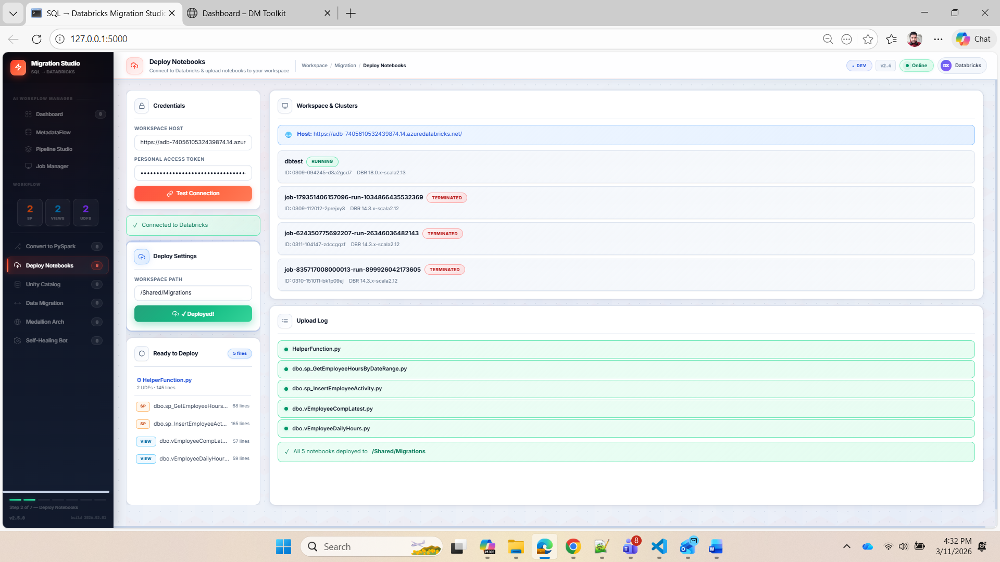 SQL → Databricks Migration Studio
Dashboard – DM Toolkit
127.0.0.1:5000
Chat
Migration Studio
SQL → DATABRICKS
AI WORKFLOW MANAGER
Dashboard 0
MetadataFlow
Pipeline Studio
Job Manager
WORKFLOW
2 2 2
SP VIEWS UDFS
Convert to PySpark 0
Deploy Notebooks 0
Unity Catalog 0
Data Migration 0
Medallion Arch 0
Self-Healing Bot 0
Step 2 of 7 — Deploy Notebooks
v2.5.0 build 2026.03.01
Deploy Notebooks
Connect to Databricks & upload notebooks to your workspace
Workspace / Migration / Deploy Notebooks
• DEV v2.4 Online DX Databricks
Credentials
WORKSPACE HOST
https://adb-7405610532439874.14.azur
PERSONAL ACCESS TOKEN
Test Connection
✓ Connected to Databricks
Deploy Settings
WORKSPACE PATH
/Shared/Migrations
✓ Deployed!
Ready to Deploy 5 files
HelperFunction.py
2 UDFs · 145 lines
SP dbo.sp_GetEmployeeHours... 68 lines
SP dbo.sp_InsertEmployeeAct... 165 lines
VIEW dbo.vEmployeeCompLat... 57 lines
VIEW dbo.vEmployeeDailyHour... 59 lines
Workspace & Clusters
Host: https://adb-7405610532439874.14.azuredatabricks.net/
dbtest RUNNING
ID: 0309-094245-d3a2gcd7 DBR 18.0.x-scala2.13
job-179351406157096-run-1034866435532369 TERMINATED
ID: 0309-112012-2prejxy3 DBR 14.3.x-scala2.12
job-624350775692207-run-26346036482143 TERMINATED
ID: 0311-104147-zdccgqzf DBR 14.3.x-scala2.12
job-835717008000013-run-899926042173605 TERMINATED
ID: 0310-151011-bk1p09ej DBR 14.3.x-scala2.12
Upload Log
HelperFunction.py
dbo.sp_GetEmployeeHoursByDateRange.py
dbo.sp_InsertEmployeeActivity.py
dbo.vEmployeeCompLatest.py
dbo.vEmployeeDailyHours.py
✓ All 5 notebooks deployed to /Shared/Migrations
Search
M365
8
4:32 PM
3/11/2026